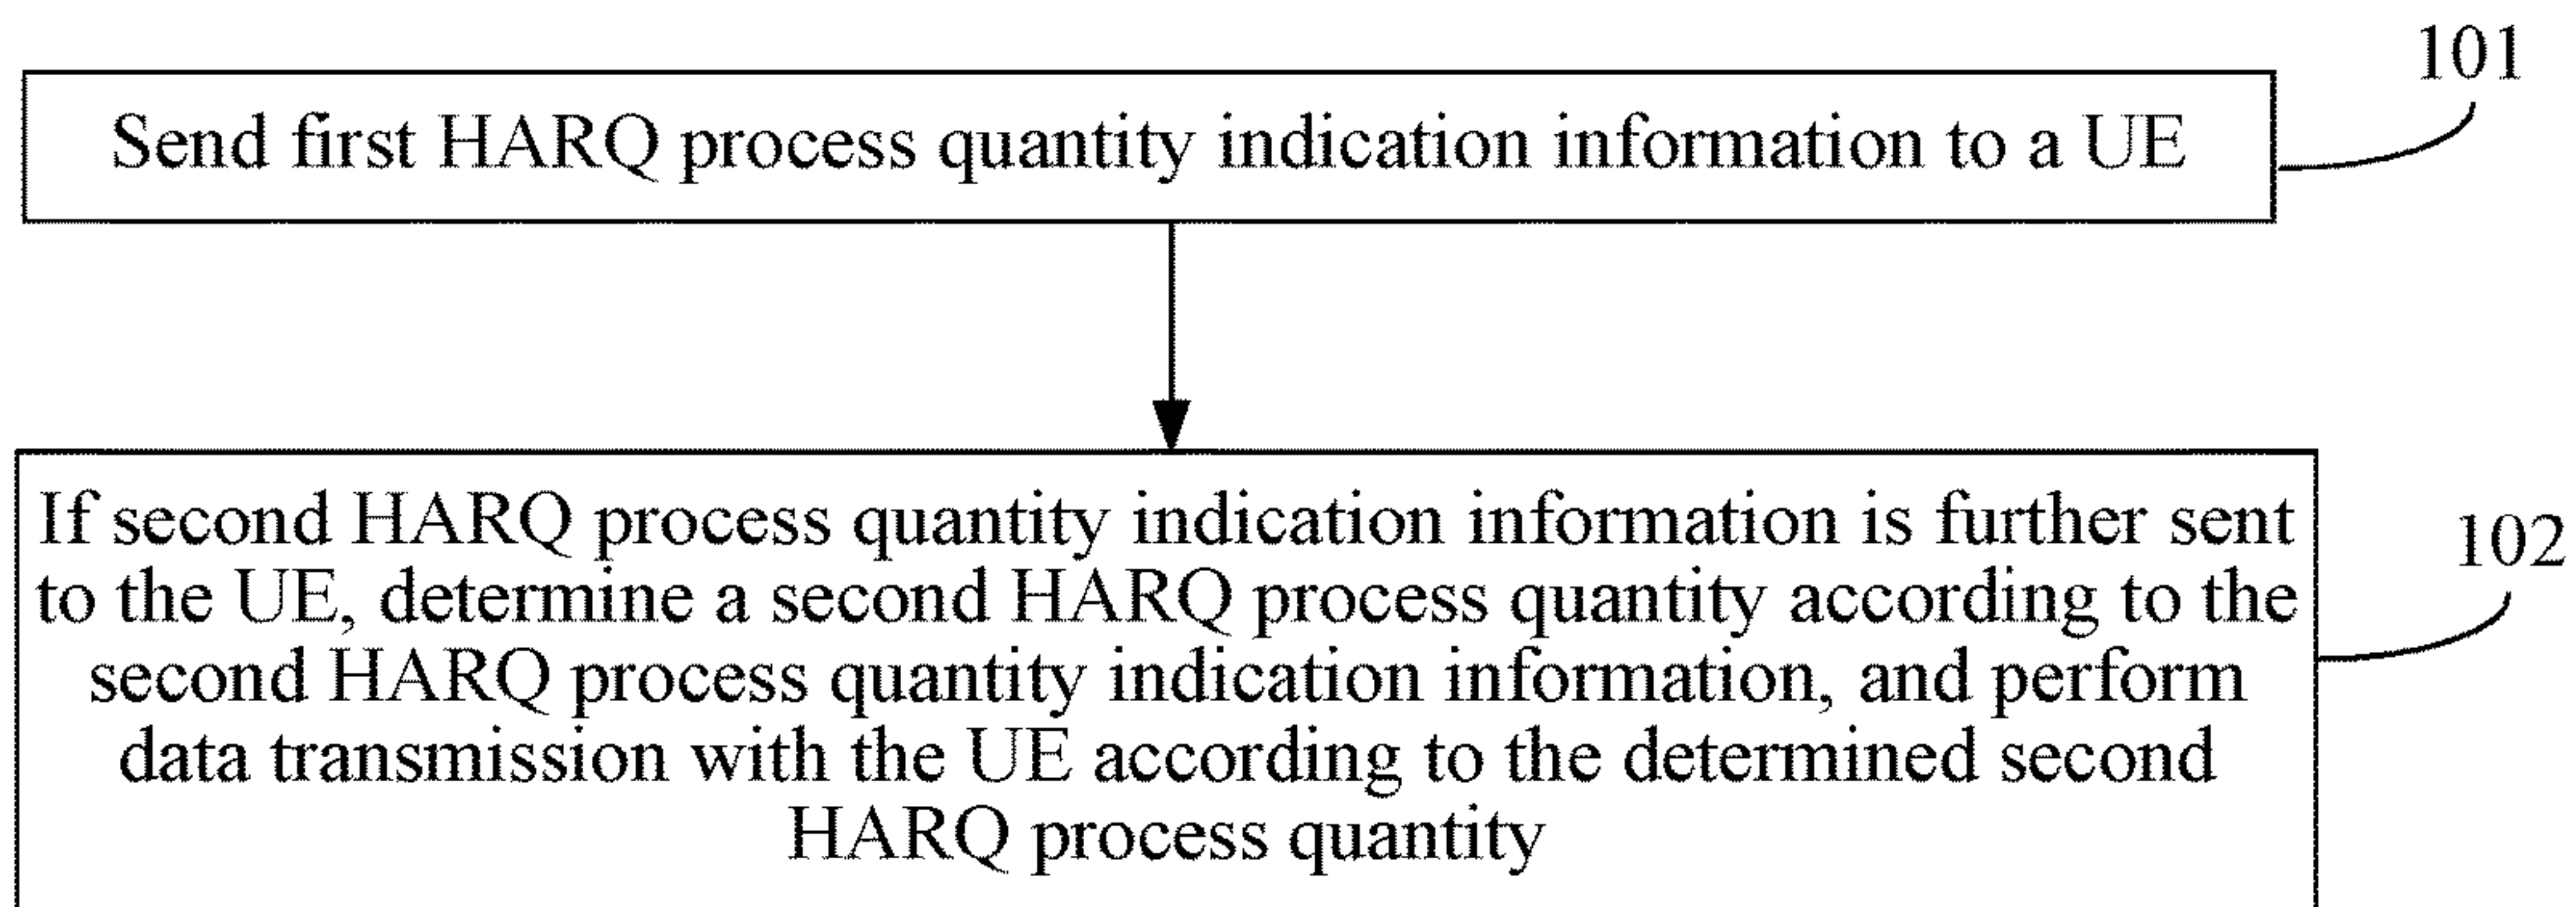 101
Send first HARQ process quantity indication information to a UE
If second HARQ process quantity indication information is further sent
to the UE, determine a second HARQ process quantity according to the
second HARQ process quantity indication information, and perform
data transmission with the UE according to the determined second
HARQ process quantity
102